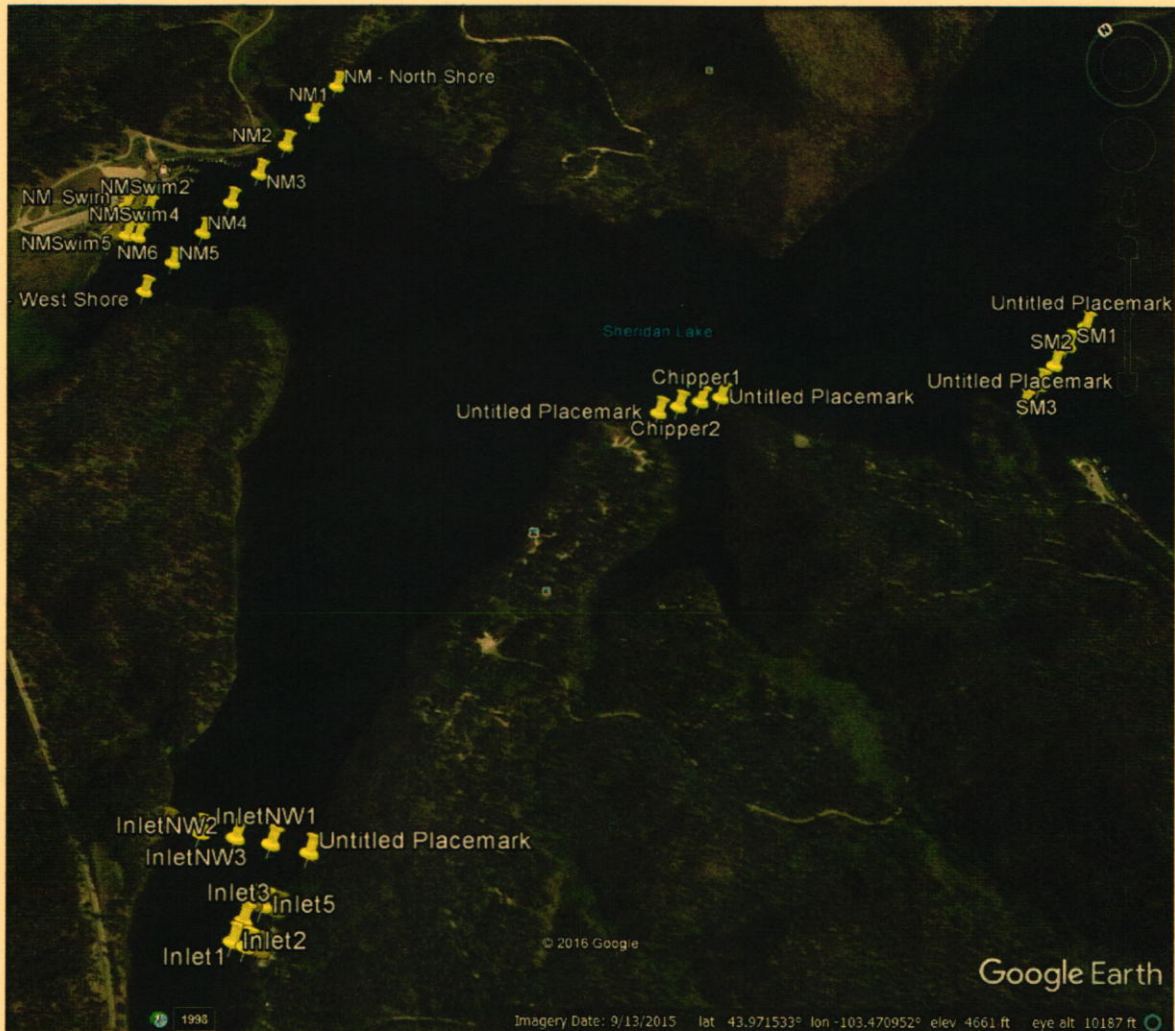 N
NM - North Shore
NM1
NM2
NM3
NM Swim
NMSwim2
NMSwim4
NM4
NMSwim5
NM6
NM5
- West Shore
Sheridan Lake
Untitled Placemark
SM2
SM1
Untitled Placemark
SM3
Chipper1
Untitled Placemark
Untitled Placemark
Chipper2
InletNW2
InletNW1
InletNW3
Untitled Placemark
Inlet3
Inlet5
Inlet2
Inlet1
© 2016 Google
Google Earth
1998
Imagery Date: 9/13/2015 lat 43.971533° lon -103.470952° elev 4661 ft eye alt 10187 ft